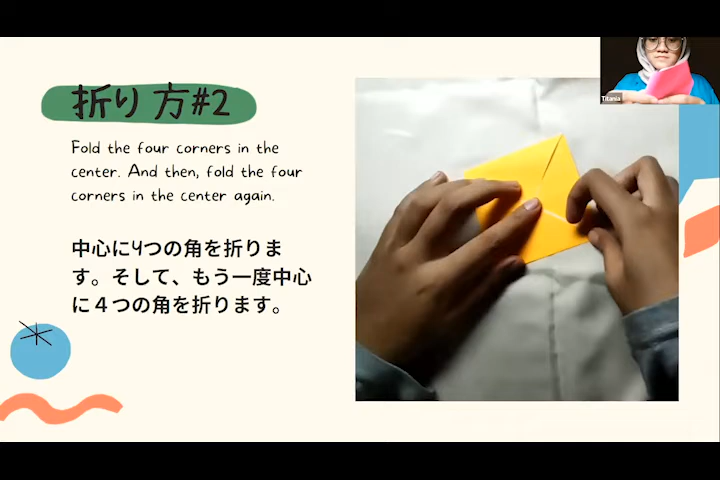 折り方#2
Fold the four corners in the
center. And then, fold the four
corners in the center again.
中心に4つの角を折りま
す。そして、もう一度中心
に４つの角を折ります。
Titania